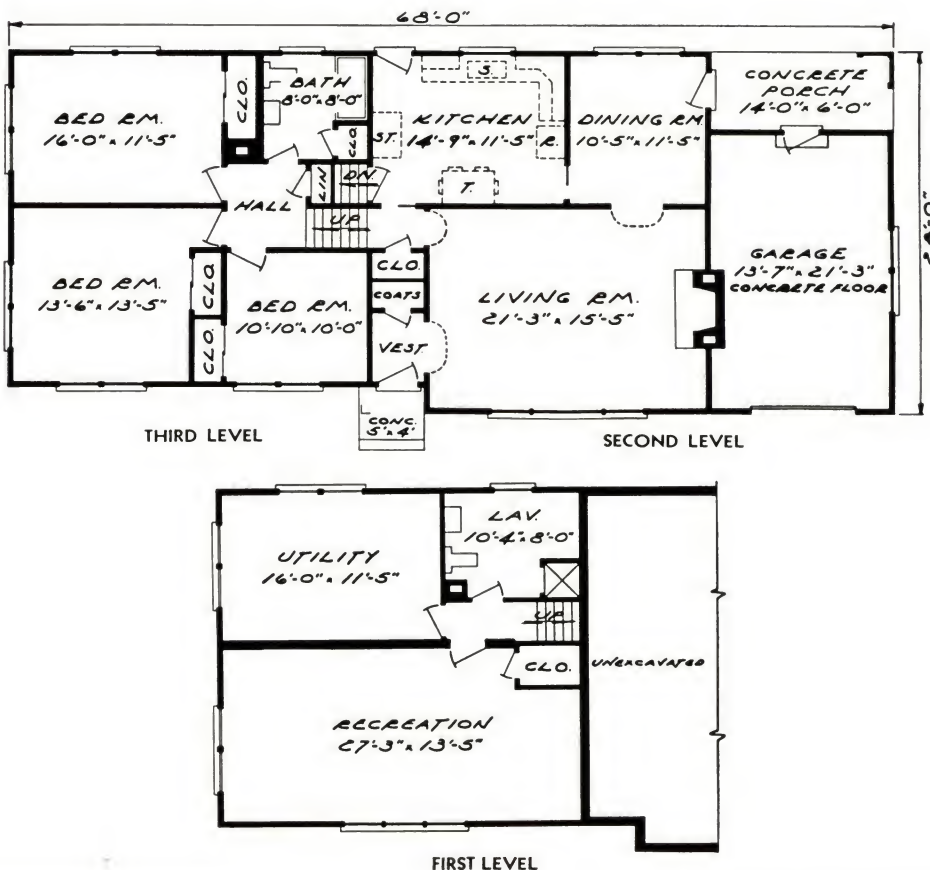 68'-0"
BED RM.
16'-0" x 11'-5"
CLO.
BATH
8'-0" x 8'-0"
CLO.
ST.
KITCHEN
14'-9" x 11'-5"
S.
R.
T.
DINING RM
10'-5" x 11'-5"
CONCRETE
PORCH
14'-0" x 6'-0"
28'-0"
HALL
LIN
DN.
UP
BED RM.
13'-6" x 13'-5"
CLO.
CLO.
BED RM.
10'-10" x 10'-0"
CLO.
COATS
VEST.
LIVING RM.
21'-3" x 15'-5"
GARAGE
13'-7" x 21'-3"
CONCRETE FLOOR
CONC.
5' x 4'
THIRD LEVEL
SECOND LEVEL
UTILITY
16'-0" x 11'-5"
LAV.
10'-4" x 8'-0"
UP
CLO.
UNEXCAVATED
RECREATION
27'-3" x 13'-5"
FIRST LEVEL